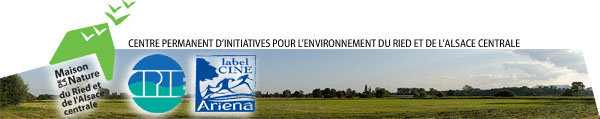 CENTRE PERMANENT D'INITIATIVES POUR L'ENVIRONNEMENT DU RIED ET DE L'ALSACE CENTRALE
Maison
de la Nature
du Ried et
de l'Alsace
centrale
CPIE
label
CINE
Ariena